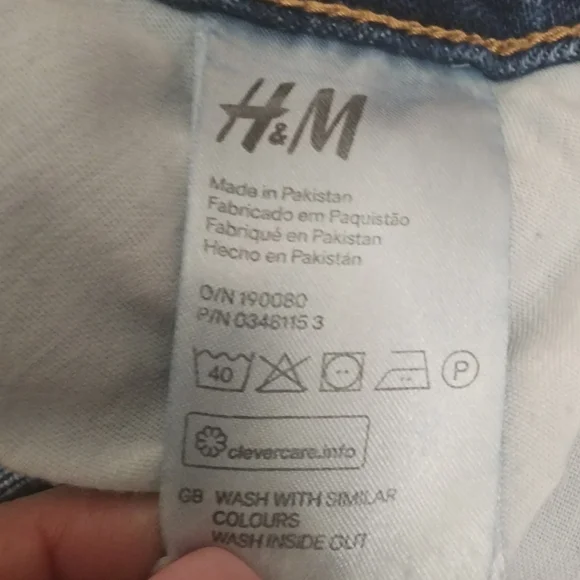 H&M
Made in Pakistan
Fabricado em Paquistão
Fabriqué en Pakistan
Hecho en Pakistán
O/N 190080
P/N 0348115 3
40 P
clevercare.info
GB WASH WITH SIMILAR
COLOURS
WASH INSIDE OUT